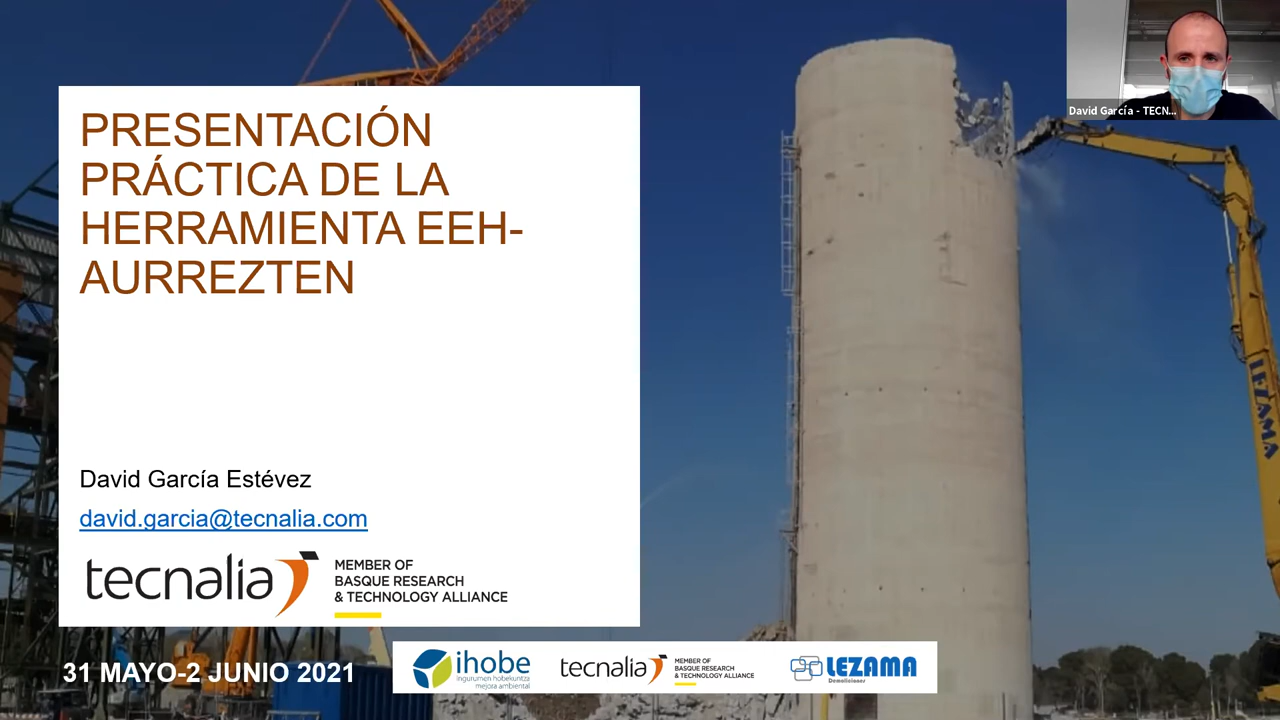 David García - TECN...
PRESENTACIÓN
PRÁCTICA DE LA
HERRAMIENTA EEH-
AURREZTEN
David García Estévez
david.garcia@tecnalia.com
tecnalia
MEMBER OF
BASQUE RESEARCH
& TECHNOLOGY ALLIANCE
LEZAMA
31 MAYO-2 JUNIO 2021
ihobe
ingurumen hobekuntza
mejora ambiental
tecnalia
MEMBER OF
BASQUE RESEARCH
& TECHNOLOGY ALLIANCE
LEZAMA
Demoliciones